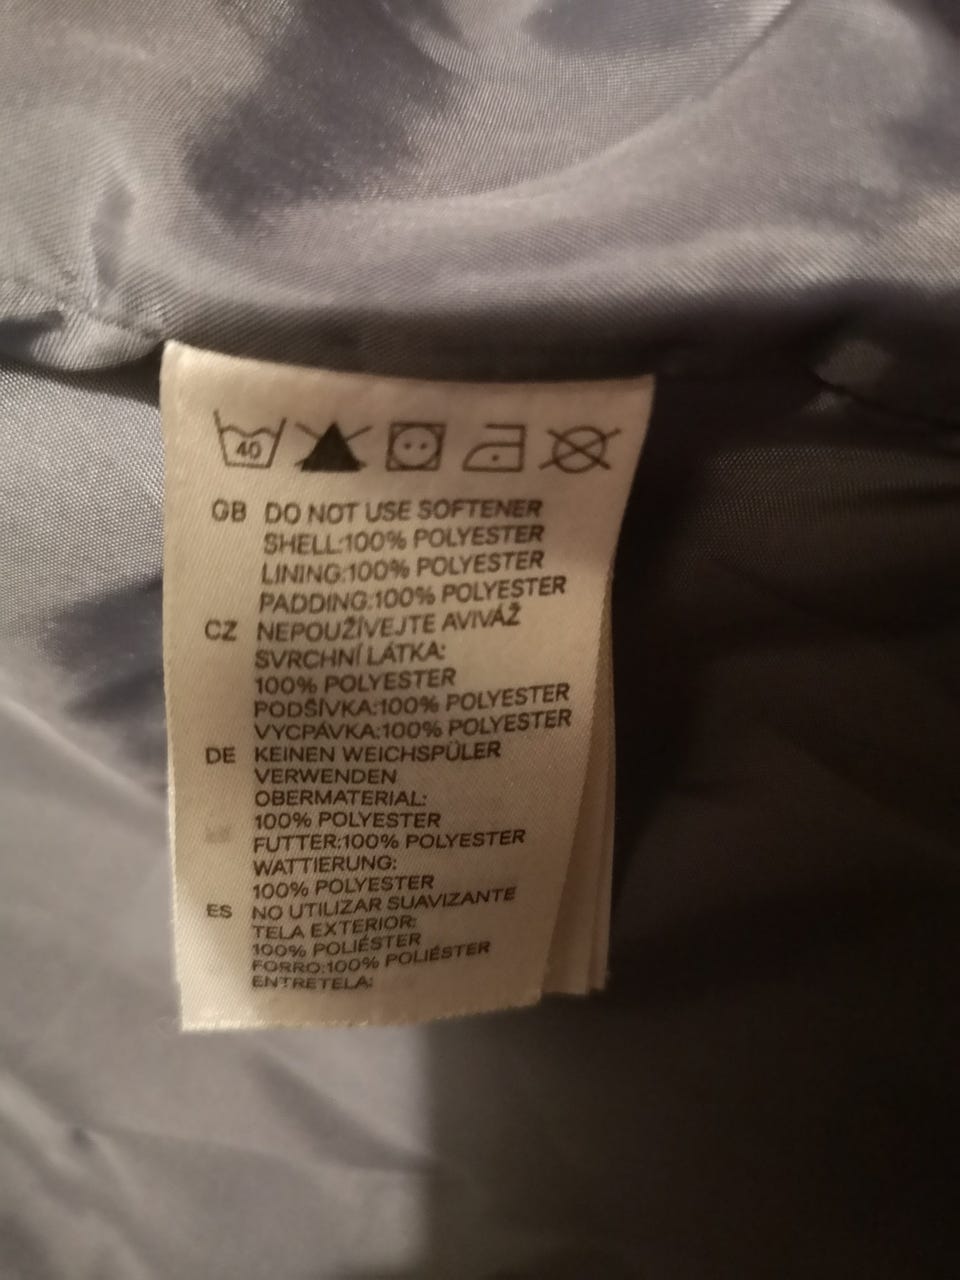 40
GB DO NOT USE SOFTENER
SHELL:100% POLYESTER
LINING:100% POLYESTER
PADDING:100% POLYESTER
CZ NEPOUŽÍVEJTE AVIVÁŽ
SVRCHNÍ LÁTKA:
100% POLYESTER
PODŠÍVKA:100% POLYESTER
VYCPÁVKA:100% POLYESTER
DE KEINEN WEICHSPÜLER
VERWENDEN
OBERMATERIAL:
100% POLYESTER
FUTTER:100% POLYESTER
WATTIERUNG:
100% POLYESTER
ES NO UTILIZAR SUAVIZANTE
TELA EXTERIOR:
100% POLIÉSTER
FORRO:100% POLIÉSTER
ENTRETELA: